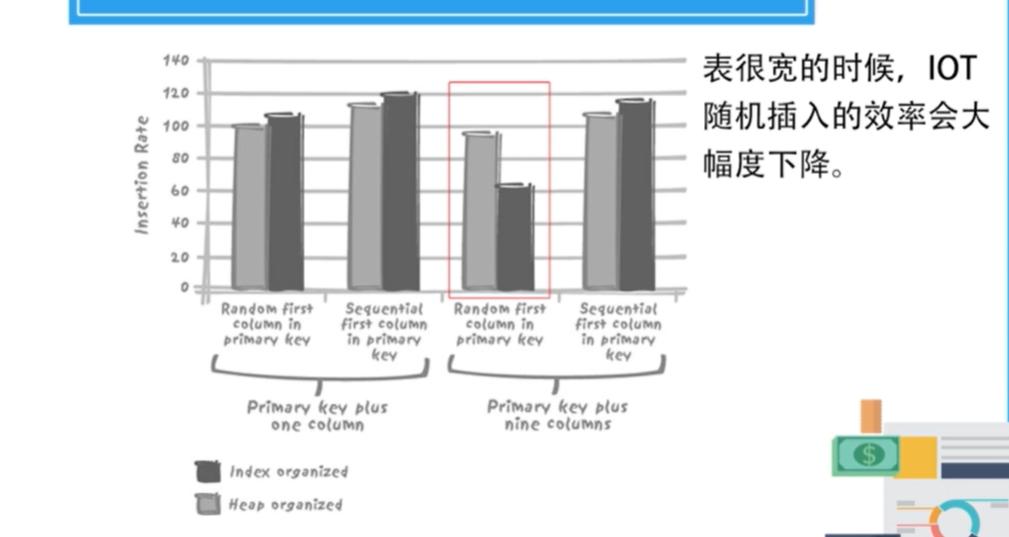 表很宽的时候，IOT
随机插入的效率会大
幅度下降。
140
120
100
80
60
40
20
0
Insertion Rate
Random first
column in
primary key
Sequential
first column
in primary
key
Random first
column in
primary key
Sequential
first column
in primary
key
Primary key plus
one column
Primary key plus
nine columns
Index organized
Heap organized
$